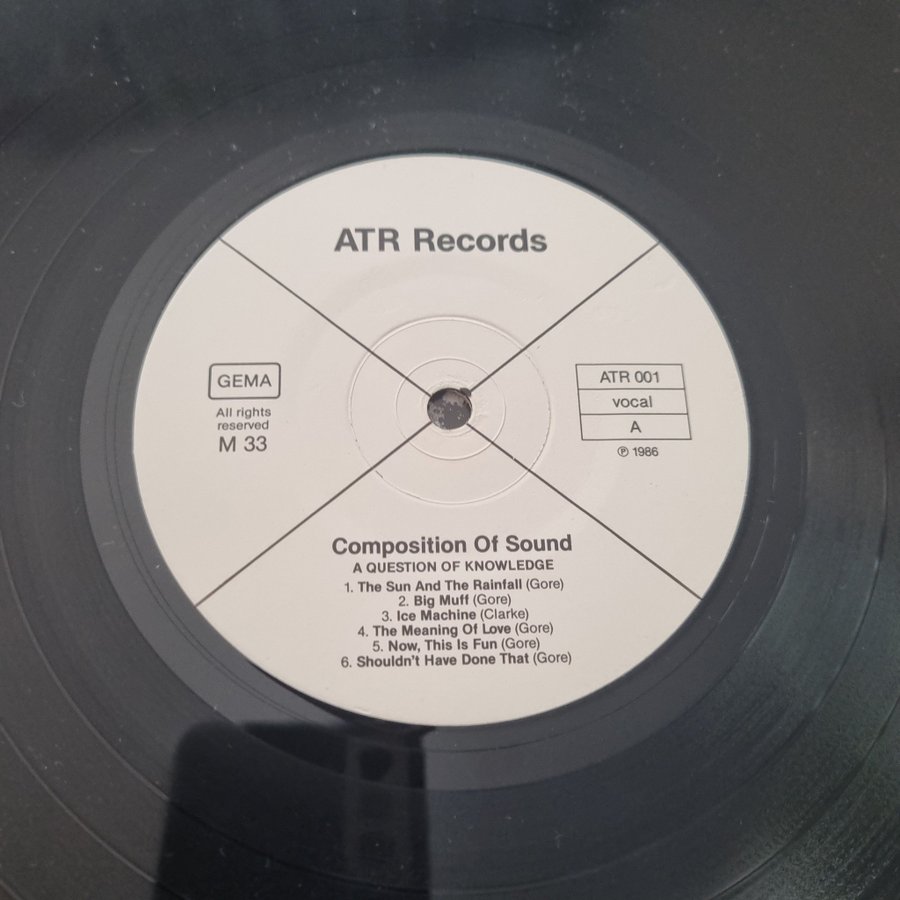 ATR Records
GEMA
All rights
reserved
M 33
ATR 001
vocal
A
℗ 1986
Composition Of Sound
A QUESTION OF KNOWLEDGE
1. The Sun And The Rainfall (Gore)
2. Big Muff (Gore)
3. Ice Machine (Clarke)
4. The Meaning Of Love (Gore)
5. Now, This Is Fun (Gore)
6. Shouldn't Have Done That (Gore)